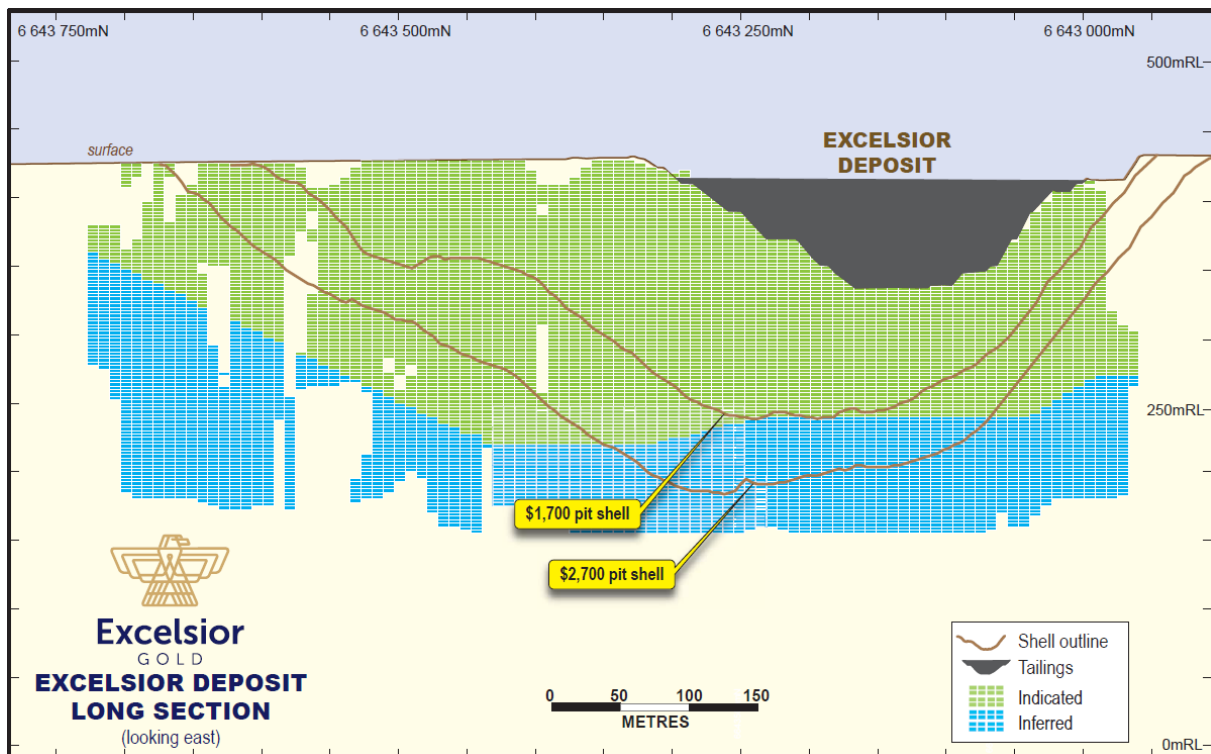 6 643 750mN 6 643 500mN 6 643 250mN 6 643 000mN
500mRL
surface
EXCELSIOR
DEPOSIT
250mRL
$1,700 pit shell
$2,700 pit shell
Excelsior
GOLD
EXCELSIOR DEPOSIT
LONG SECTION
(looking east)
0 50 100 150
METRES
Shell outline
Tailings
Indicated
Inferred
0mRL